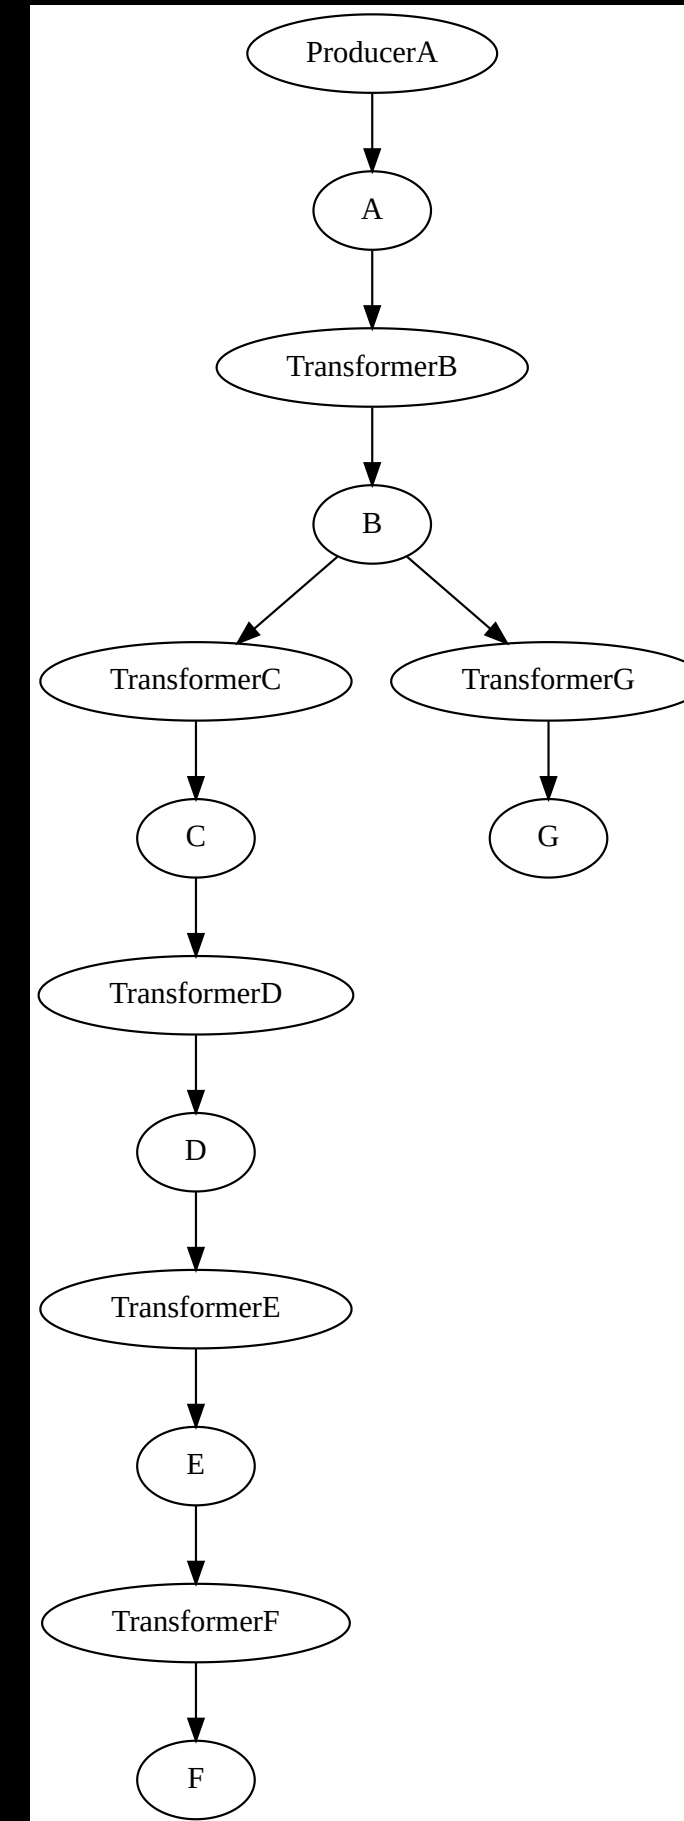 ProducerA
A
TransformerB
B
TransformerC
TransformerG
C
G
TransformerD
D
TransformerE
E
TransformerF
F